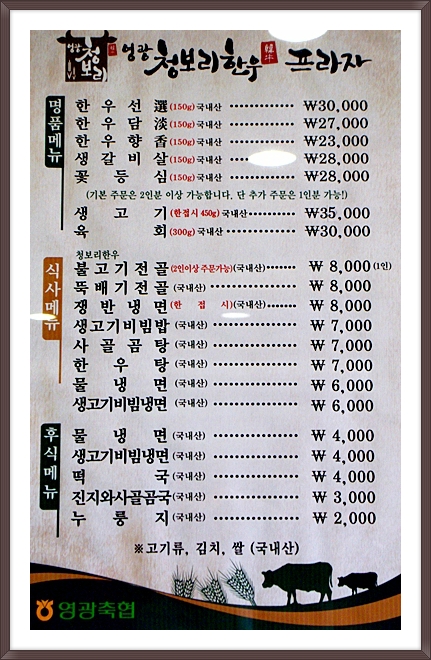 영광 청보리
영광 청보리한우 韓牛 프라자
명품메뉴
한우선選 (150g) 국내산 ············ ₩30,000
한우담淡 (150g) 국내산 ············ ₩27,000
한우향香 (150g) 국내산 ············ ₩23,000
생갈비살 (150g) 국내산 ············ ₩28,000
꽃등심 (150g) 국내산 ············ ₩28,000
(기본 주문은 2인분 이상 가능합니다. 단 추가 주문은 1인분 가능!)
생고기 (한접시 450g) 국내산 ············ ₩35,000
육회 (300g) 국내산 ············ ₩30,000
식사메뉴
청보리한우
불고기전골 (2인이상 주문가능)(국내산) ······· ₩ 8,000 (1인)
뚝배기전골 (국내산) ············ ₩ 8,000
쟁반냉면 (한접시)(국내산) ······· ₩ 8,000
생고기비빔밥 (국내산) ············ ₩ 7,000
사골곰탕 (국내산) ············ ₩ 7,000
한우탕 (국내산) ············ ₩ 7,000
물냉면 (국내산) ············ ₩ 6,000
생고기비빔냉면 (국내산) ············ ₩ 6,000
후식메뉴
물냉면 (국내산) ············ ₩ 4,000
생고기비빔냉면 (국내산) ············ ₩ 4,000
떡국 (국내산) ············ ₩ 4,000
진지와사골곰국 (국내산) ············ ₩ 3,000
누룽지 (국내산) ············ ₩ 2,000
※고기류, 김치, 쌀 (국내산)
영광축협